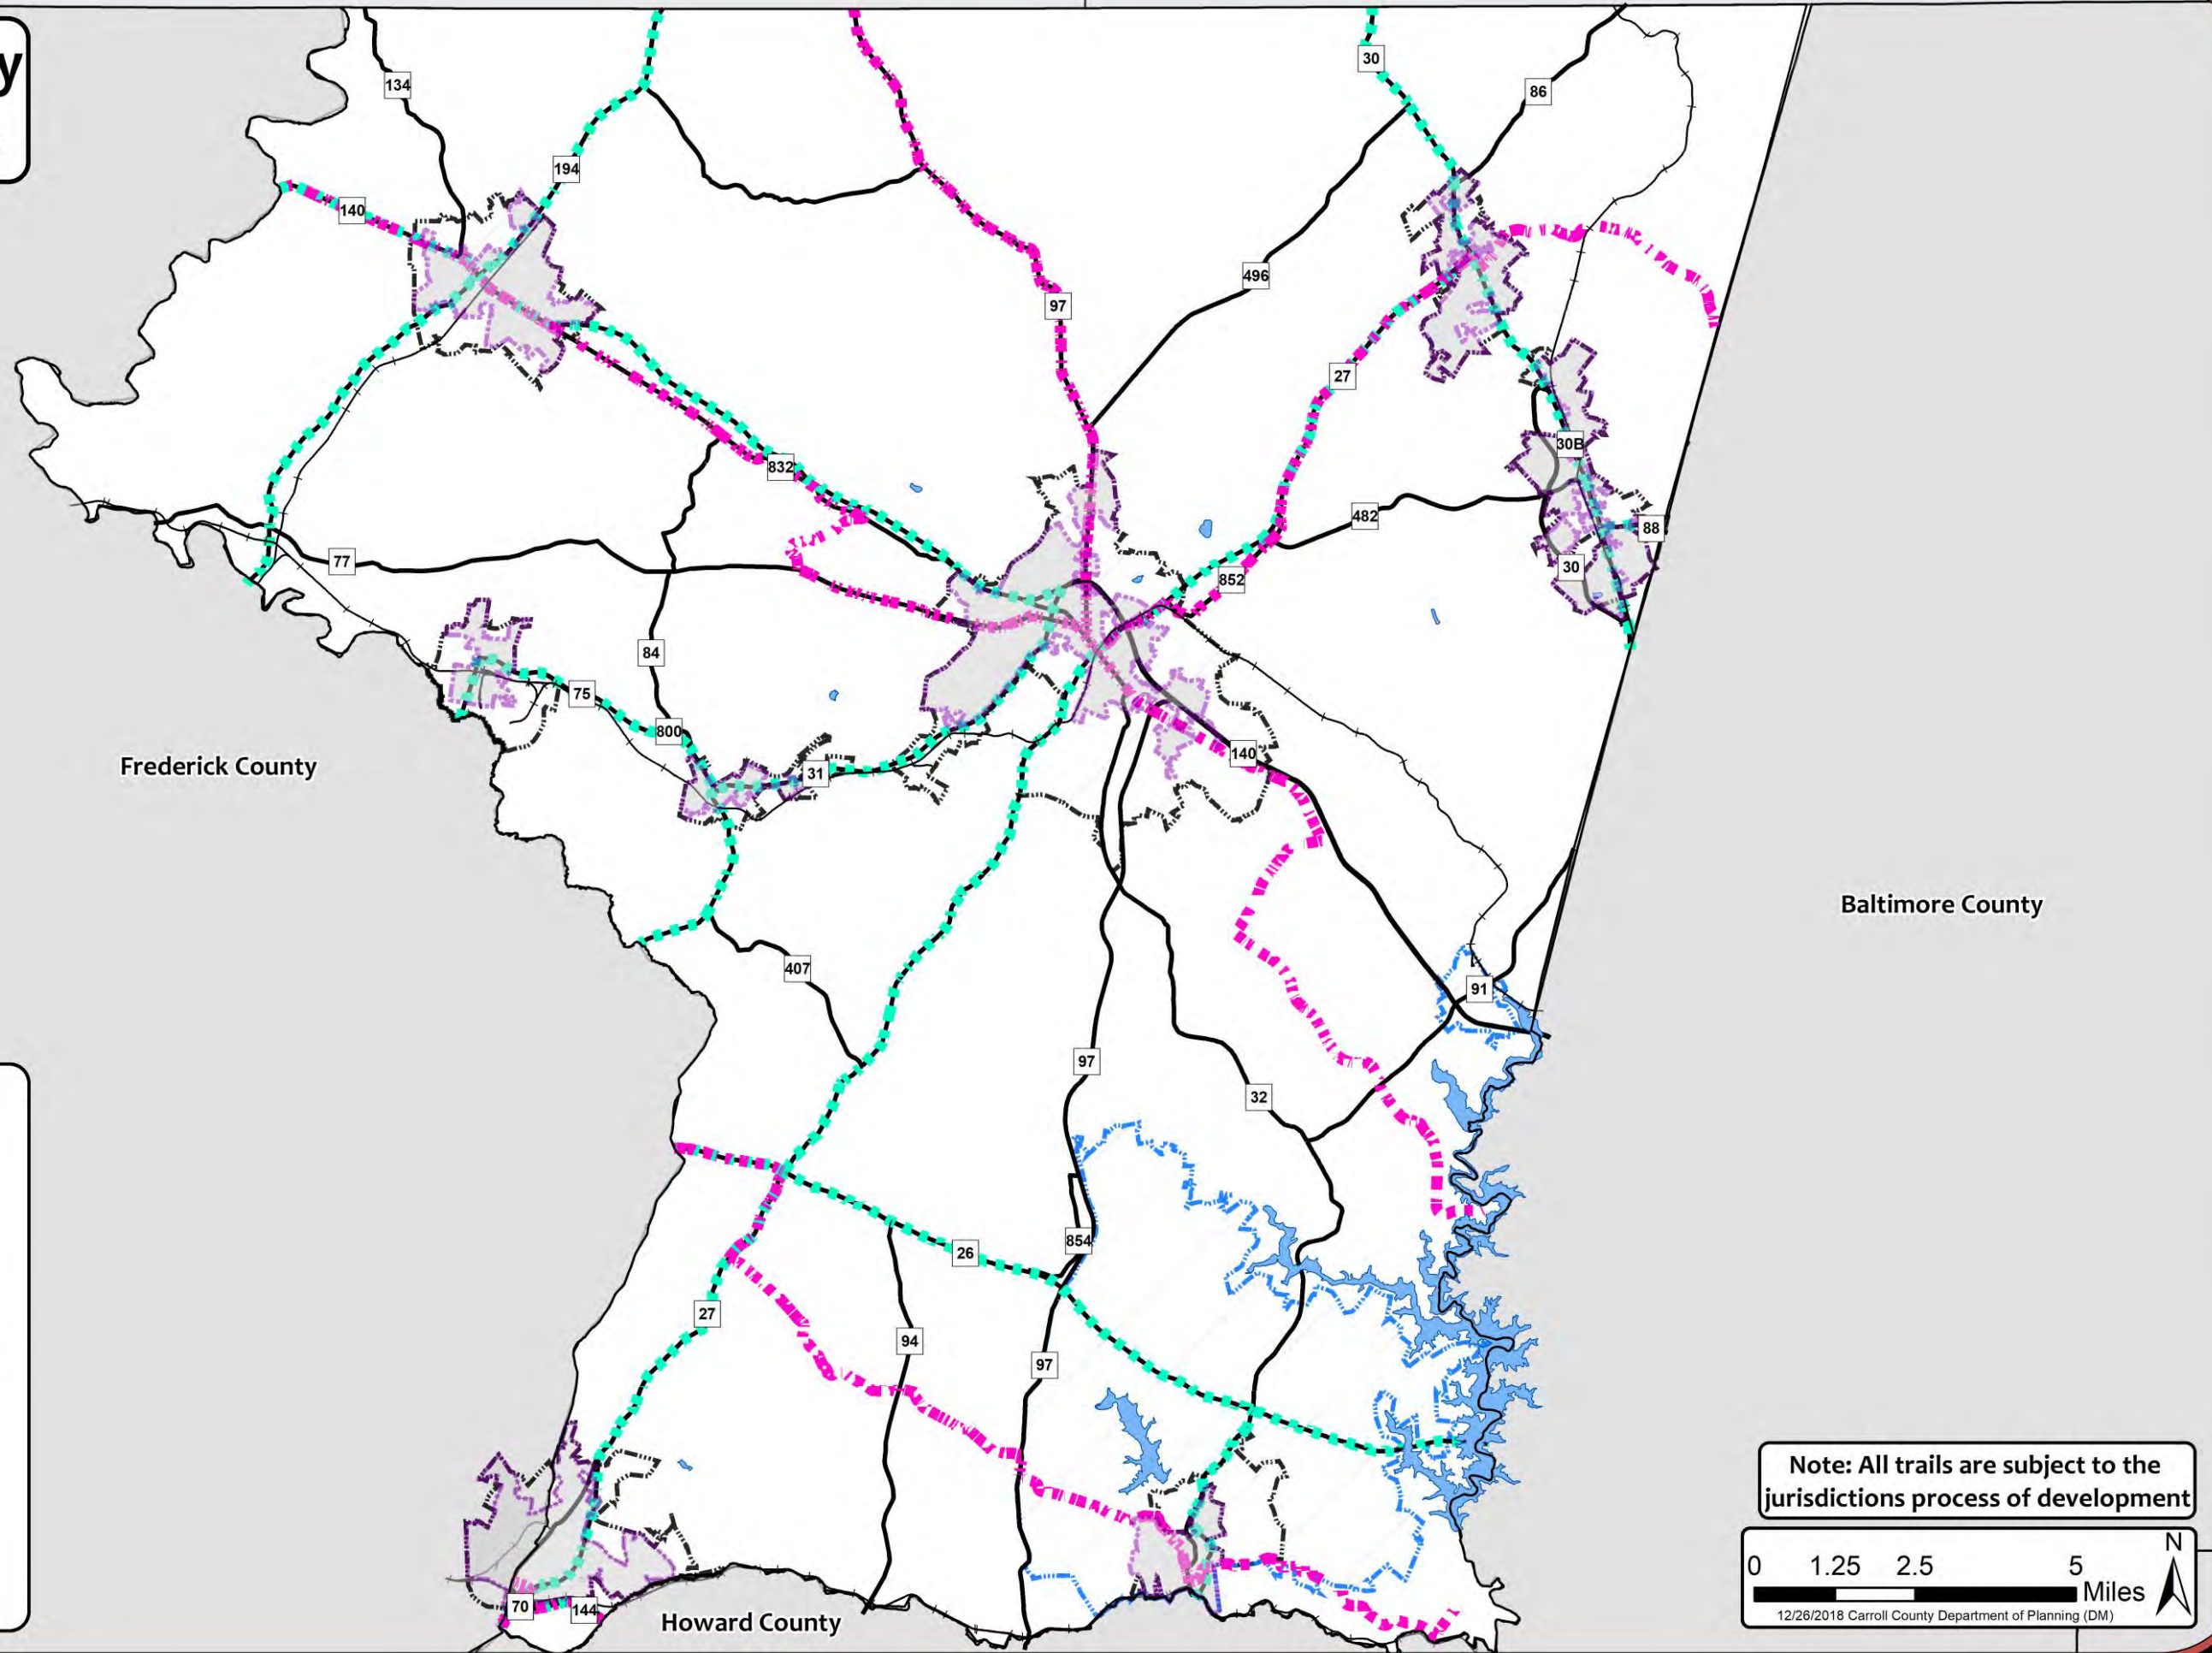 y
134
30
86
194
140
97
496
27
832
30B
482
88
77
852
30
84
75
800
140
31
Frederick County
Baltimore County
407
91
97
32
854
26
27
94
97
Note: All trails are subject to the
jurisdictions process of development
N
0 1.25 2.5 5
Miles
12/26/2018 Carroll County Department of Planning (DM)
70
144
Howard County